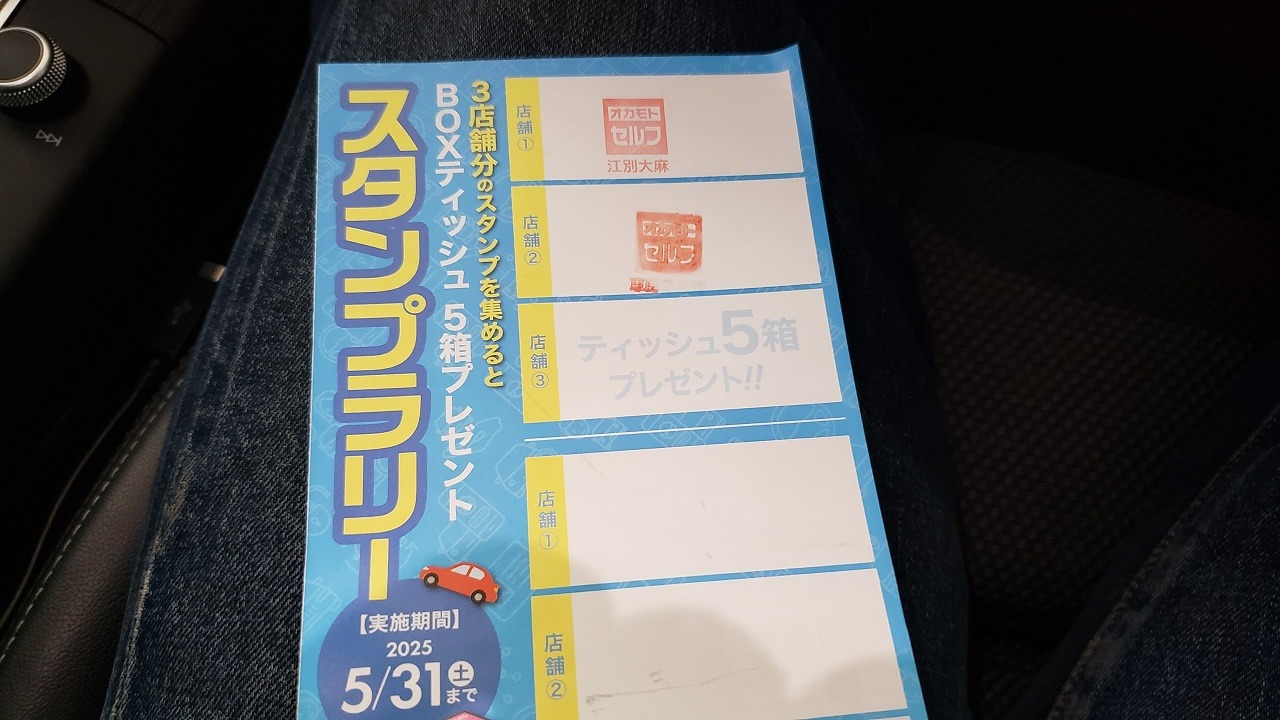 スタンプラリー
3店舗分のスタンプを集めると
BOXティッシュ 5箱プレゼント
【実施期間】
2025
5/31(土)まで
店舗①
オカモト
セルフ
江別大麻
店舗②
オカモト
セルフ
店舗③
ティッシュ5箱
プレゼント!!
店舗①
店舗②